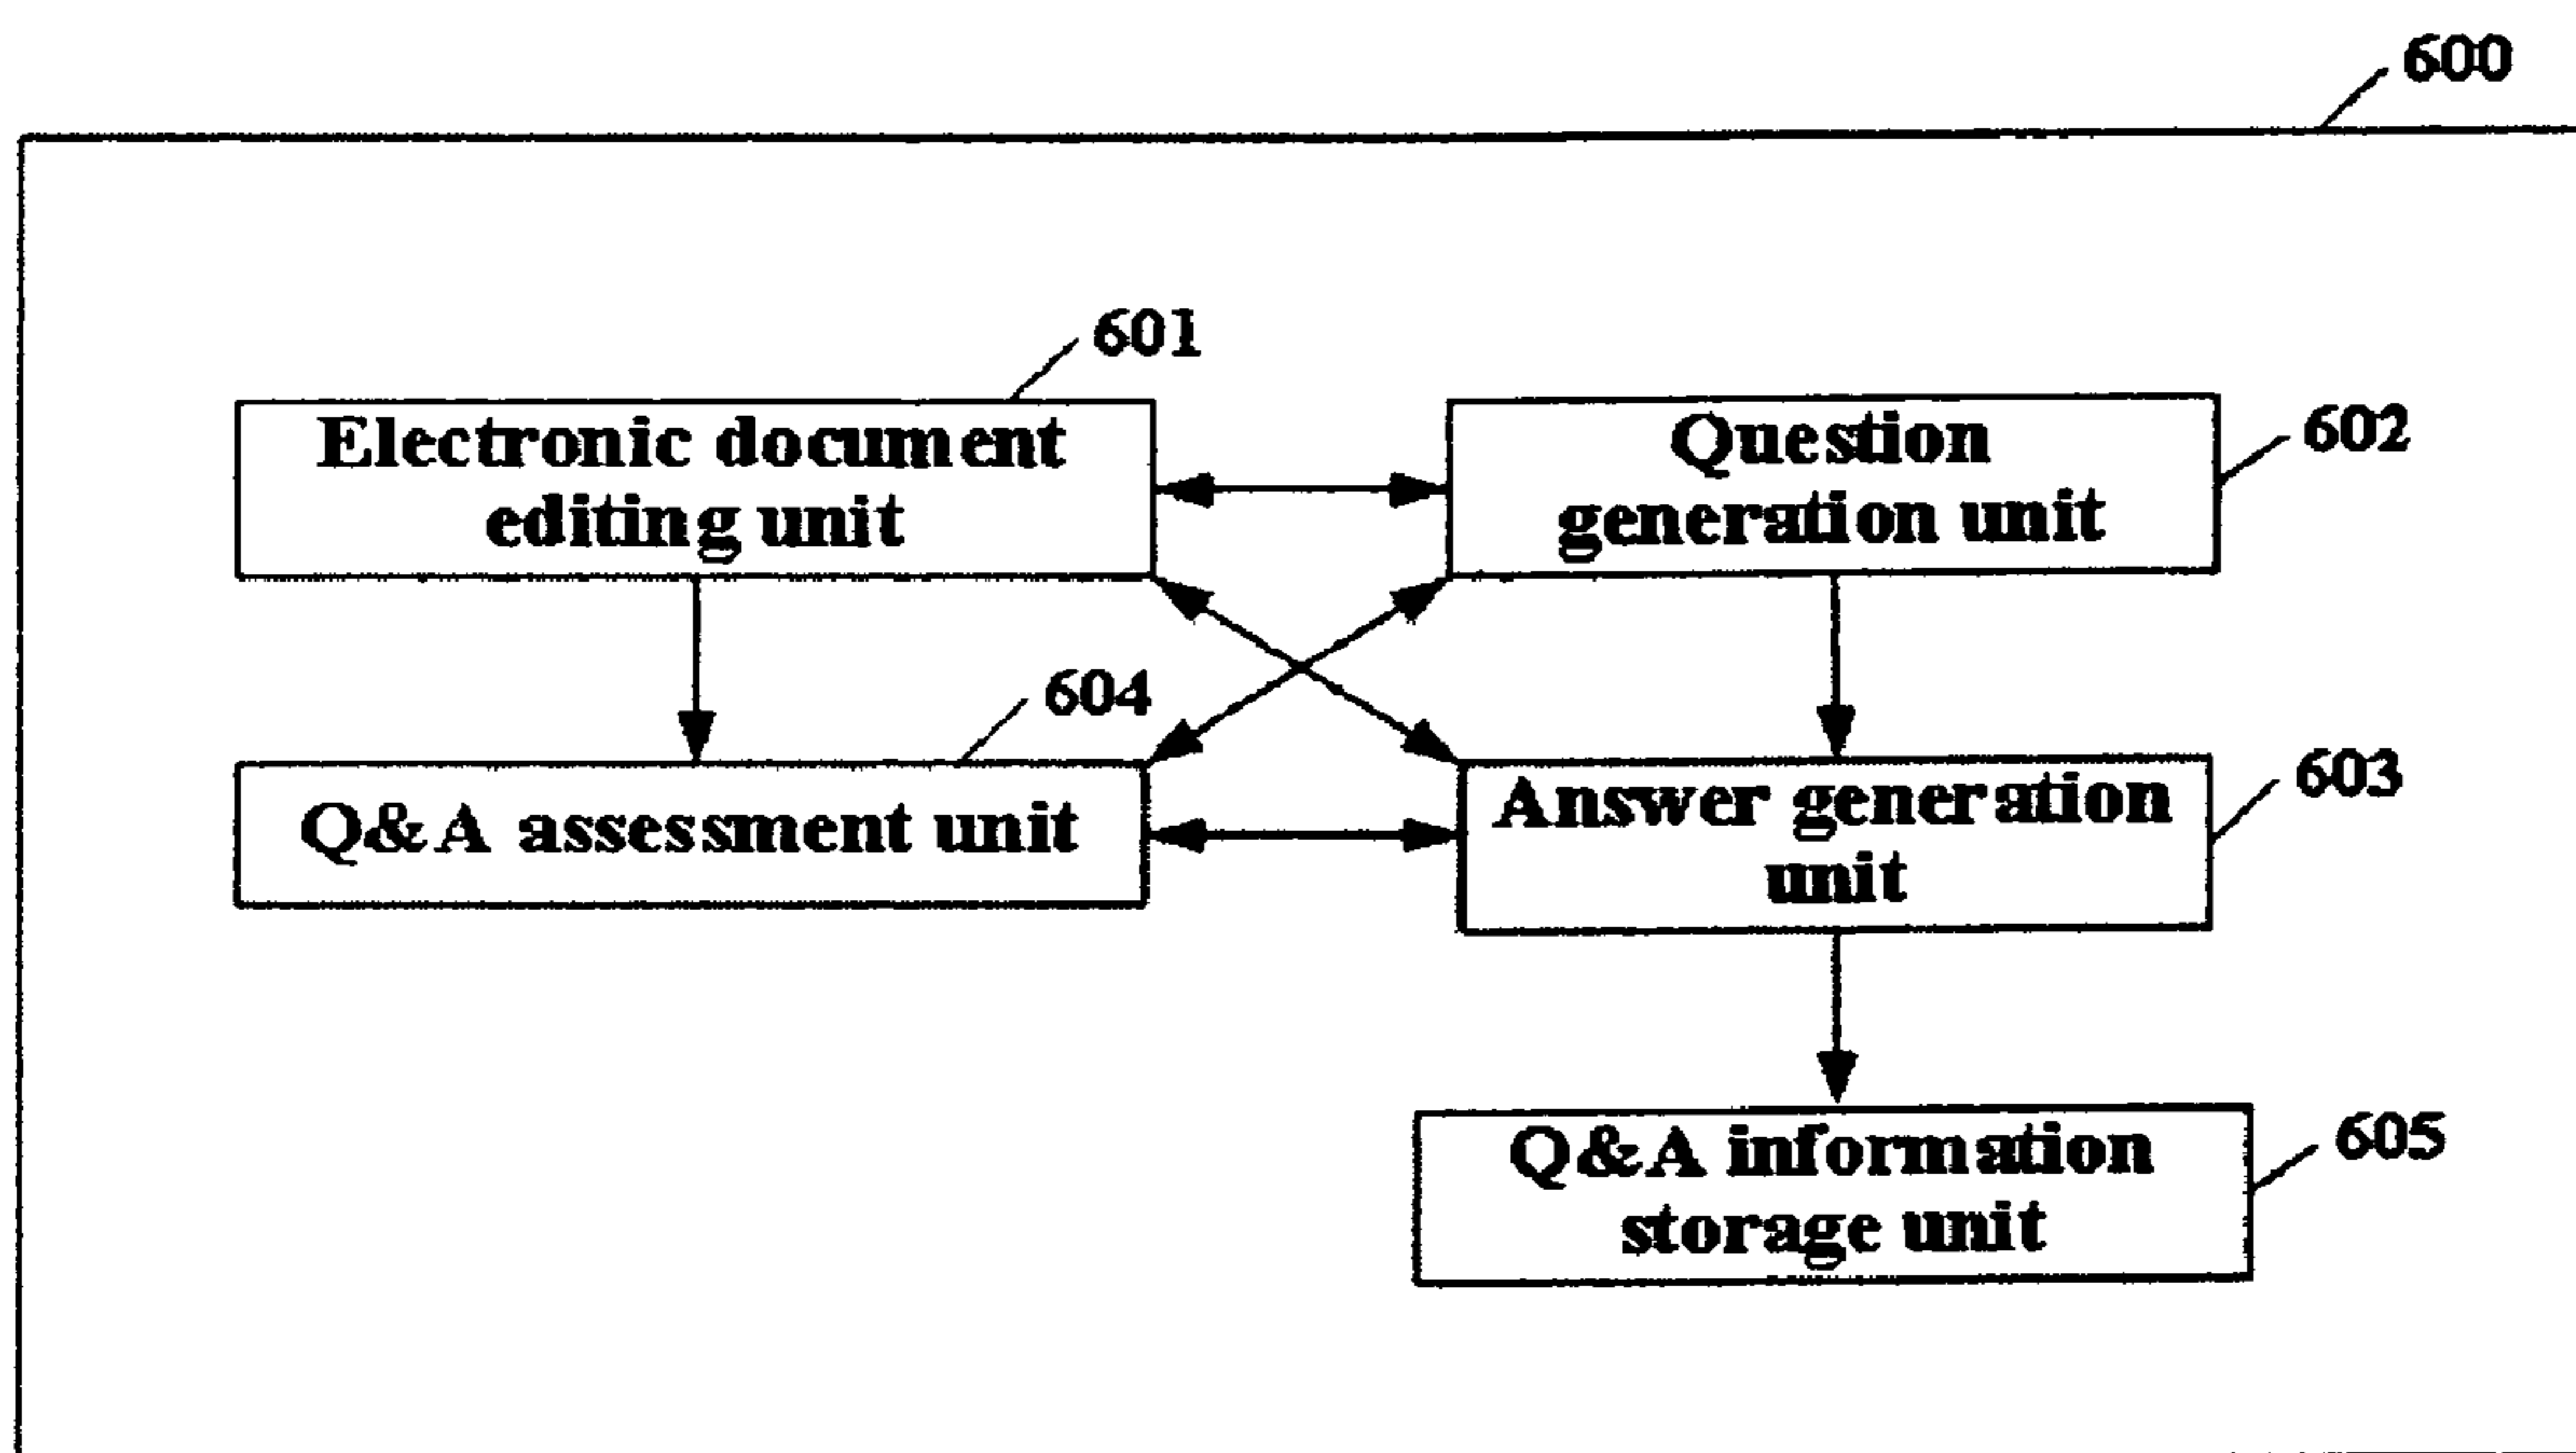 600
601
Electronic document
editing unit
Question
generation unit
602
604
Q&A assessment unit
Answer generation
unit
603
Q&A information
storage unit
605